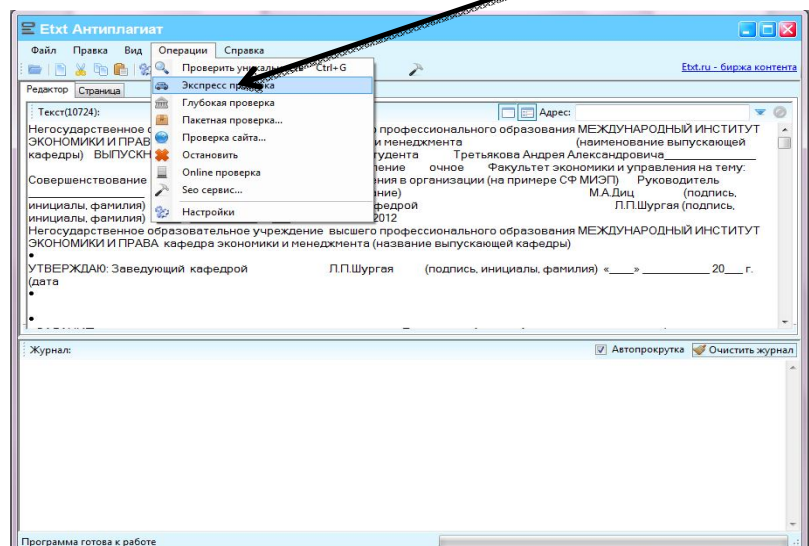 Etxt Антиплагиат
Файл Правка Вид Операции Справка
Проверить Ctrl+G
Etxt.ru - биржа контента
Экспресс
Глубокая проверка
Пакетная проверка...
Проверка сайта...
Остановить
Online проверка
Seo сервис...
Настройки
Редактор Страница
Текст(10724): Адрес:
Негосударственное о профессионального образования МЕЖДУНАРОДНЫЙ ИНСТИТУТ
ЭКОНОМИКИ И ПРАВ и менеджмента (наименование выпускающей
кафедры) ВЫПУСКН тудента Третьякова Андрея Александровича
ление очное Факультет экономики и управления на тему:
Совершенствование ения в организации (на примере СФ МИЭП) Руководитель
ание) М.А.Диц (подпись,
инициалы, фамилия) федрой Л.П.Шургая (подпись,
инициалы, фамилия) 2012
Негосударственное образовательное учреждение высшего профессионального образования МЕЖДУНАРОДНЫЙ ИНСТИТУТ
ЭКОНОМИКИ И ПРАВА кафедра экономики и менеджмента (название выпускающей кафедры)
•
УТВЕРЖДАЮ: Заведующий кафедрой Л.П.Шургая (подпись, инициалы, фамилия) «____» __________ 20___ г.
(дата
•
•
Журнал: Автопрокрутка Очистить журнал
Программа готова к работе